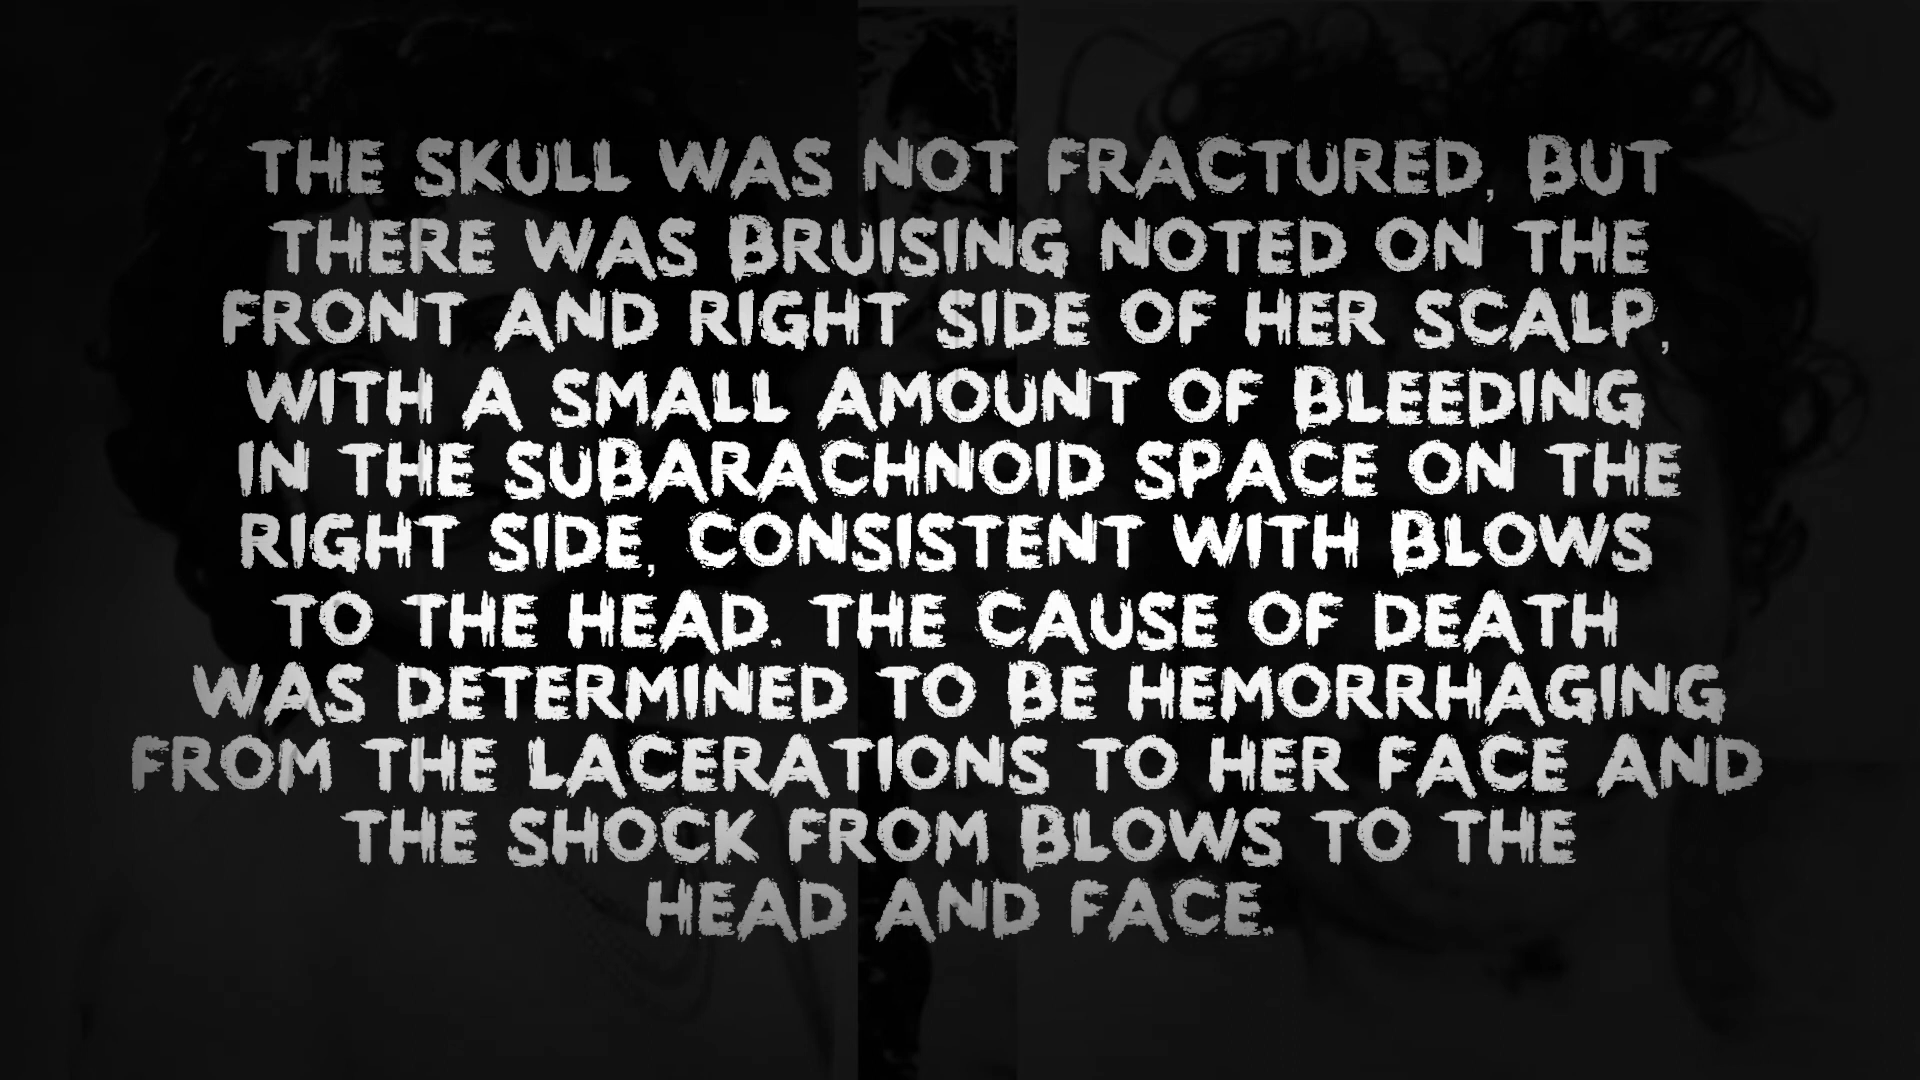 THE SKULL WAS NOT FRACTURED, BUT
THERE WAS BRUISING NOTED ON THE
FRONT AND RIGHT SIDE OF HER SCALP,
WITH A SMALL AMOUNT OF BLEEDING
IN THE SUBARACHNOID SPACE ON THE
RIGHT SIDE, CONSISTENT WITH BLOWS
TO THE HEAD. THE CAUSE OF DEATH
WAS DETERMINED TO BE HEMORRHAGING
FROM THE LACERATIONS TO HER FACE AND
THE SHOCK FROM BLOWS TO THE
HEAD AND FACE.